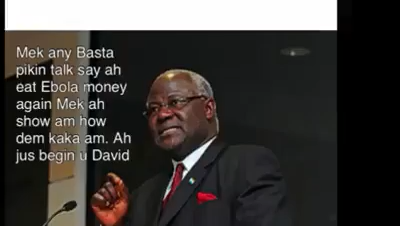 Mek any Basta
pikin talk say ah
eat Ebola money
again Mek ah
show am how
dem kaka am. Ah
jus begin u David